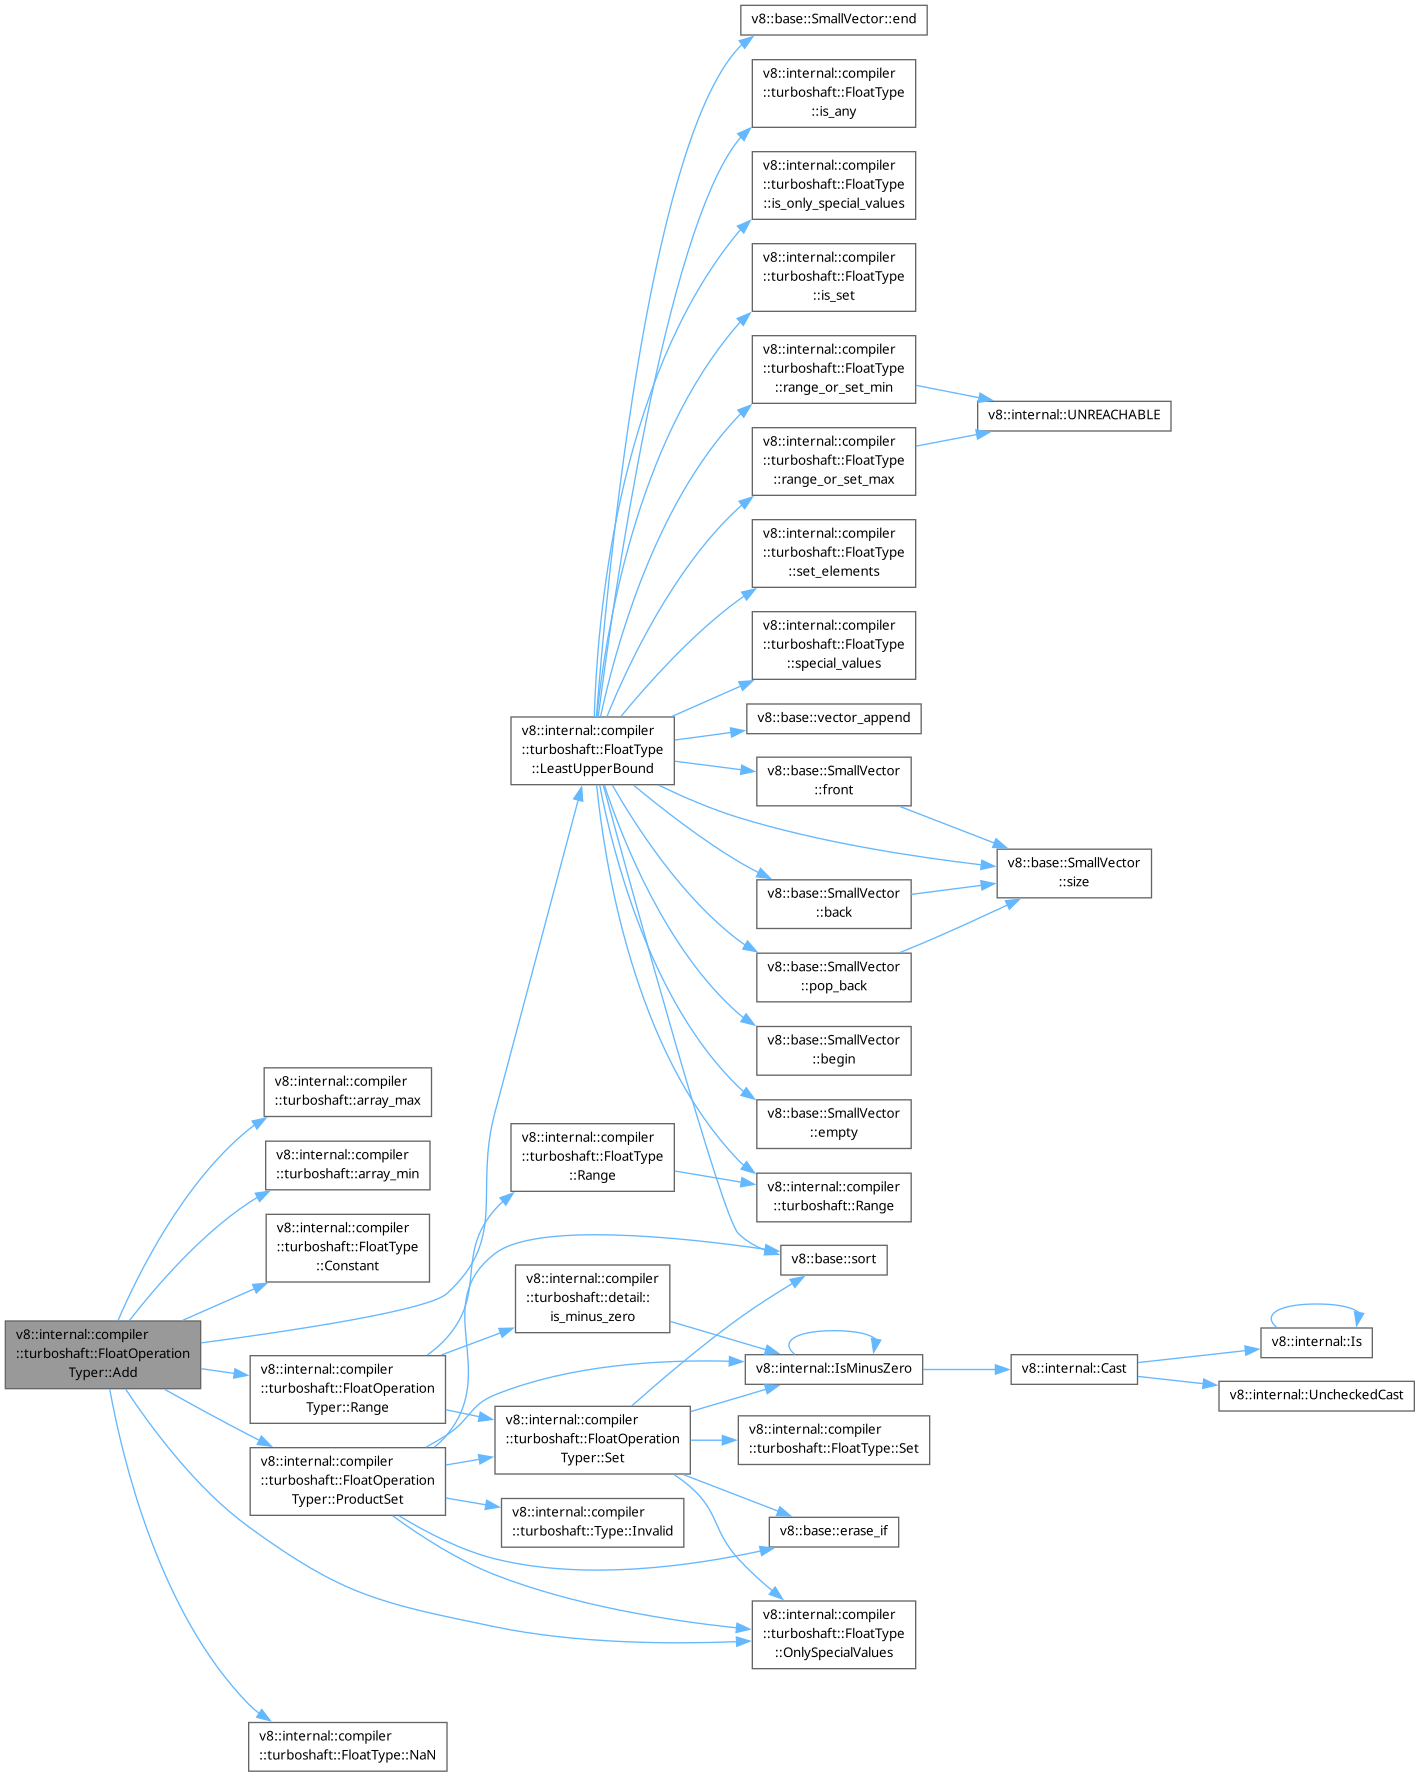 v8::base::SmallVector::end
v8::internal::compiler
::turboshaft::FloatType
::is_any
v8::internal::compiler
::turboshaft::FloatType
::is_only_special_values
v8::internal::compiler
::turboshaft::FloatType
::is_set
v8::internal::compiler
::turboshaft::FloatType
::range_or_set_min
v8::internal::UNREACHABLE
v8::internal::compiler
::turboshaft::FloatType
::range_or_set_max
v8::internal::compiler
::turboshaft::FloatType
::set_elements
v8::internal::compiler
::turboshaft::FloatType
::special_values
v8::base::vector_append
v8::internal::compiler
::turboshaft::FloatType
::LeastUpperBound
v8::base::SmallVector
::front
v8::base::SmallVector
::size
v8::base::SmallVector
::back
v8::base::SmallVector
::pop_back
v8::base::SmallVector
::begin
v8::base::SmallVector
::empty
v8::internal::compiler
::turboshaft::array_max
v8::internal::compiler
::turboshaft::array_min
v8::internal::compiler
::turboshaft::FloatType
::Range
v8::internal::compiler
::turboshaft::Range
v8::internal::compiler
::turboshaft::FloatType
::Constant
v8::base::sort
v8::internal::compiler
::turboshaft::detail::
is_minus_zero
v8::internal::compiler
::turboshaft::FloatOperation
Typer::Add
v8::internal::compiler
::turboshaft::FloatOperation
Typer::Range
v8::internal::IsMinusZero
v8::internal::Cast
v8::internal::Is
v8::internal::UncheckedCast
v8::internal::compiler
::turboshaft::FloatOperation
Typer::Set
v8::internal::compiler
::turboshaft::FloatType::Set
v8::internal::compiler
::turboshaft::FloatOperation
Typer::ProductSet
v8::internal::compiler
::turboshaft::Type::Invalid
v8::base::erase_if
v8::internal::compiler
::turboshaft::FloatType
::OnlySpecialValues
v8::internal::compiler
::turboshaft::FloatType::NaN